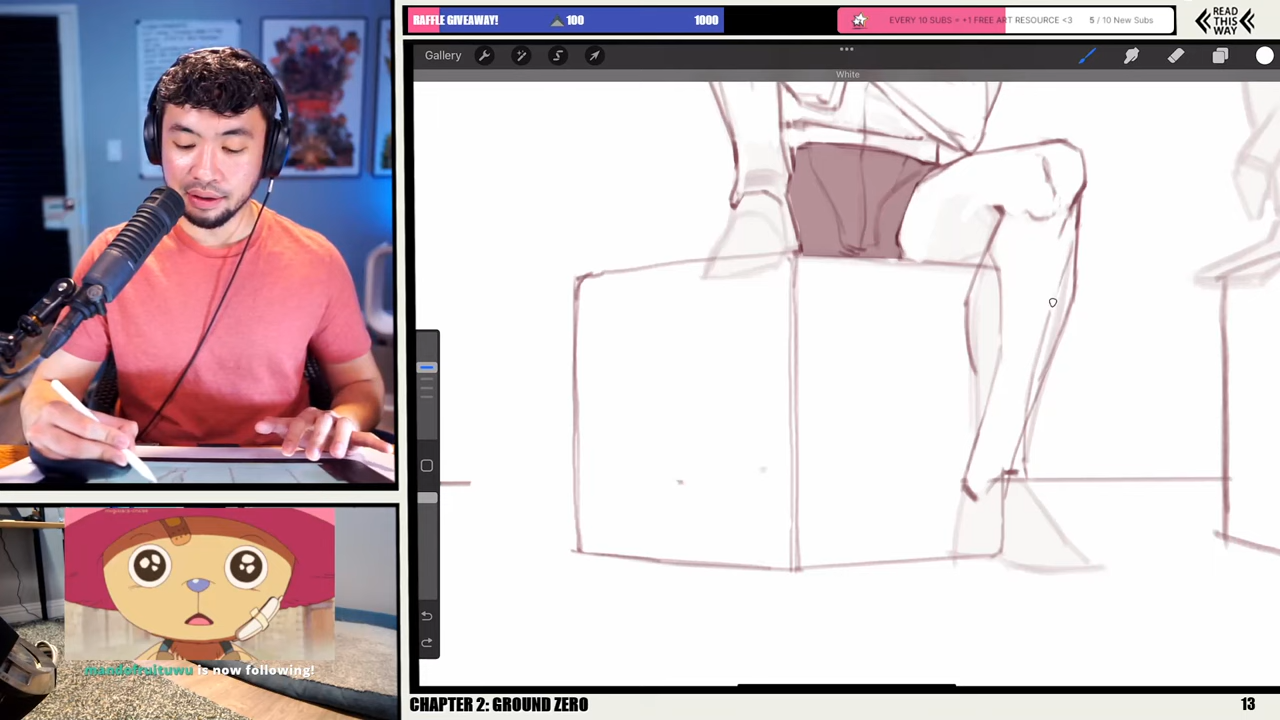 RAFFLE GIVEAWAY! 100 1000
EVERY 10 SUBS = +1 FREE ART RESOURCE <3 5 / 10 New Subs
READ
THIS
WAY
Gallery
White
is now following!
CHAPTER 2: GROUND ZERO
13